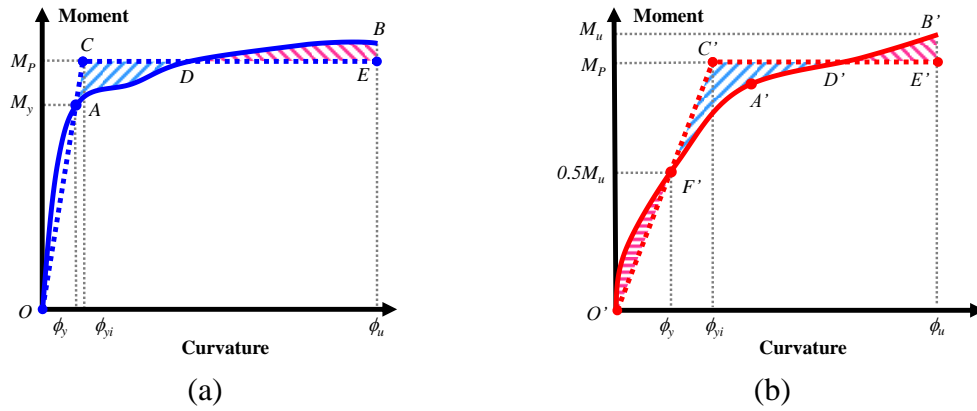 Moment
B
C
M_P
D
E
M_y
A
O
ϕ_y
ϕ_yi
ϕ_u
Curvature
(a)
Moment
M_u
B’
C’
M_P
D’
E’
A’
0.5M_u
F’
O’
ϕ_y
ϕ_yi
ϕ_u
Curvature
(b)